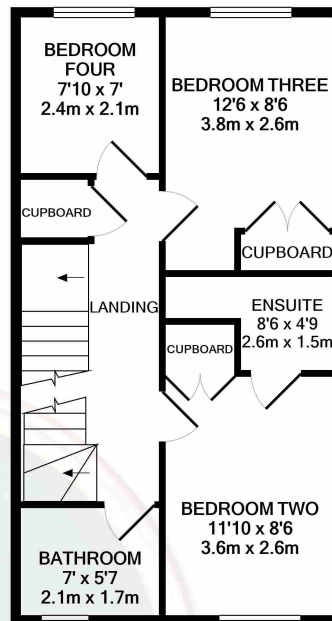 BEDROOM
FOUR
7'10 x 7'
2.4m x 2.1m
BEDROOM THREE
12'6 x 8'6
3.8m x 2.6m
CUPBOARD
CUPBOARD
LANDING
ENSUITE
8'6 x 4'9
2.6m x 1.5m
CUPBOARD
BEDROOM TWO
11'10 x 8'6
3.6m x 2.6m
BATHROOM
7' x 5'7
2.1m x 1.7m